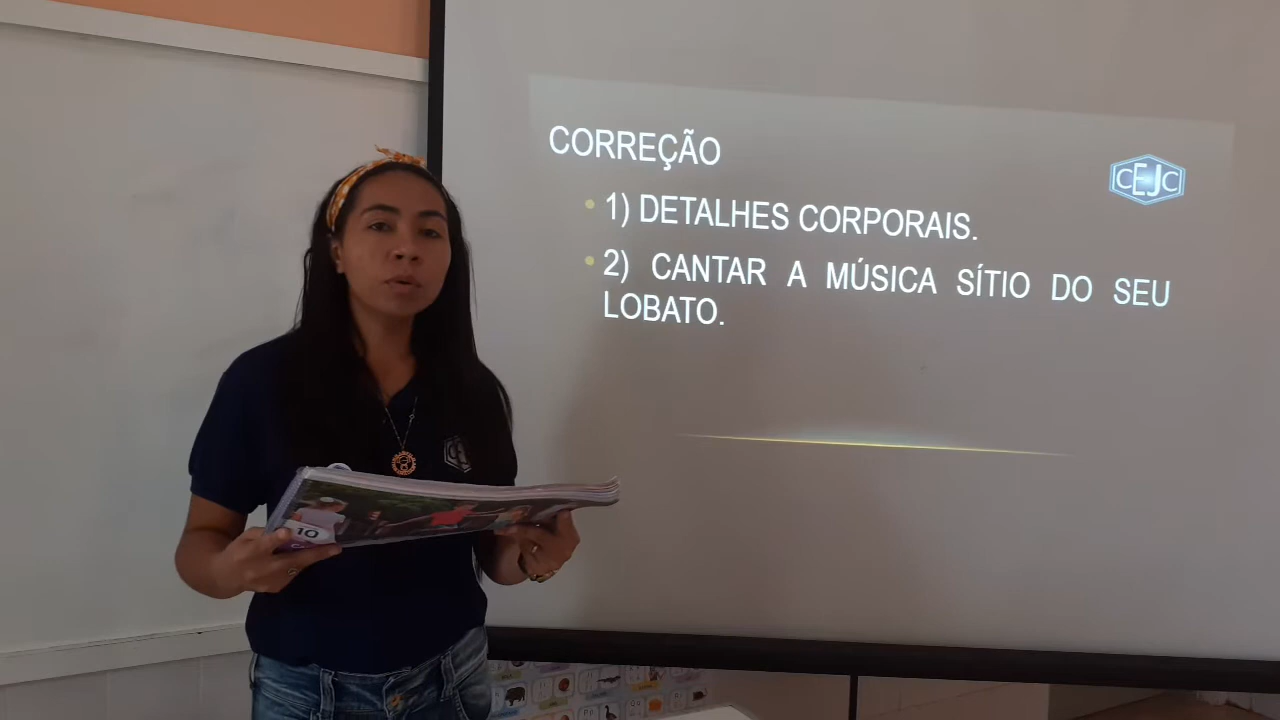 CORREÇÃO
CEJC
• 1) DETALHES CORPORAIS.
• 2) CANTAR A MÚSICA SÍTIO DO SEU
LOBATO.
10